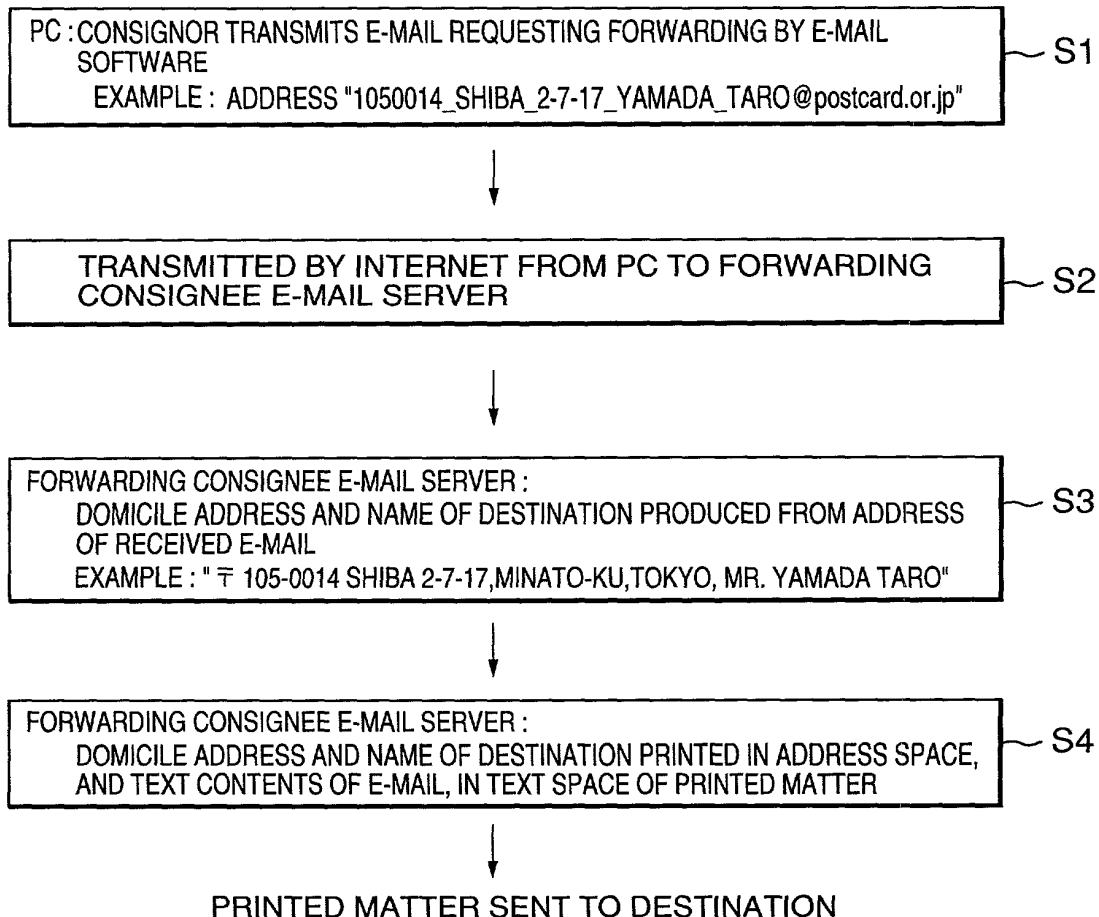 PC : CONSIGNOR TRANSMITS E-MAIL REQUESTING FORWARDING BY E-MAIL
SOFTWARE
EXAMPLE : ADDRESS "1050014_SHIBA_2-7-17_YAMADA_TARO@postcard.or.jp"
S1
TRANSMITTED BY INTERNET FROM PC TO FORWARDING
CONSIGNEE E-MAIL SERVER
S2
FORWARDING CONSIGNEE E-MAIL SERVER :
DOMICILE ADDRESS AND NAME OF DESTINATION PRODUCED FROM ADDRESS
OF RECEIVED E-MAIL
EXAMPLE : "〒105-0014 SHIBA 2-7-17,MINATO-KU,TOKYO, MR. YAMADA TARO"
S3
FORWARDING CONSIGNEE E-MAIL SERVER :
DOMICILE ADDRESS AND NAME OF DESTINATION PRINTED IN ADDRESS SPACE,
AND TEXT CONTENTS OF E-MAIL, IN TEXT SPACE OF PRINTED MATTER
S4
PRINTED MATTER SENT TO DESTINATION